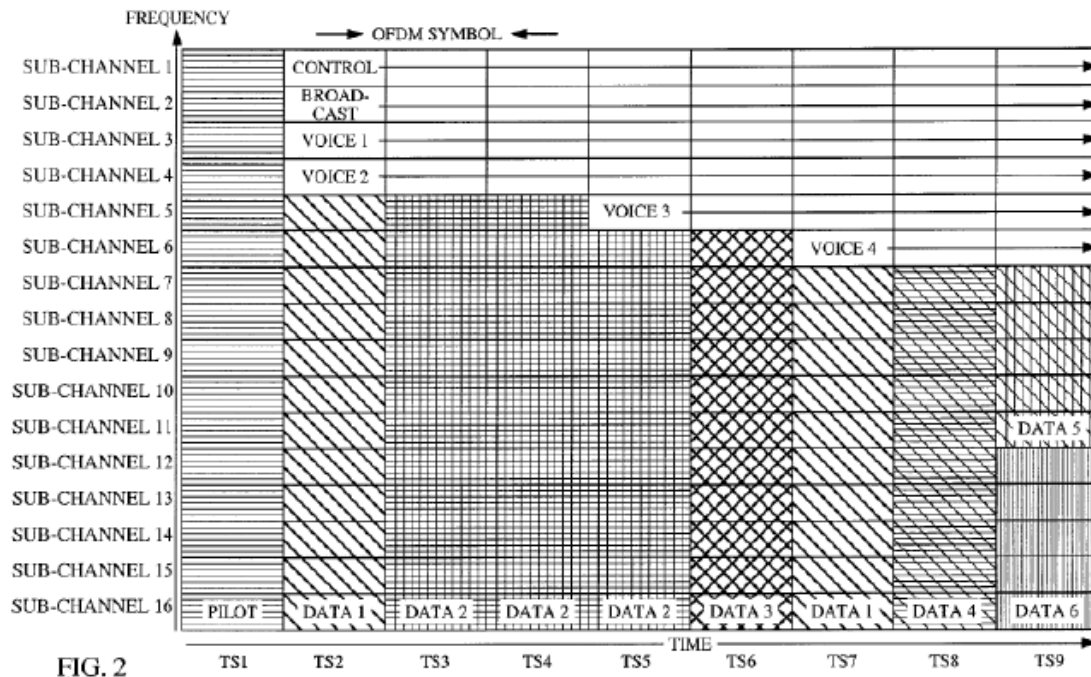 FREQUENCY
OFDM SYMBOL
SUB-CHANNEL 1
CONTROL
SUB-CHANNEL 2
BROAD-
CAST
SUB-CHANNEL 3
VOICE 1
SUB-CHANNEL 4
VOICE 2
SUB-CHANNEL 5
VOICE 3
SUB-CHANNEL 6
VOICE 4
SUB-CHANNEL 7
SUB-CHANNEL 8
SUB-CHANNEL 9
SUB-CHANNEL 10
SUB-CHANNEL 11
DATA 5
SUB-CHANNEL 12
SUB-CHANNEL 13
SUB-CHANNEL 14
SUB-CHANNEL 15
SUB-CHANNEL 16
PILOT DATA 1 DATA 2 DATA 2 DATA 2 DATA 3 DATA 1 DATA 4 DATA 6
TIME
TS1 TS2 TS3 TS4 TS5 TS6 TS7 TS8 TS9
FIG. 2